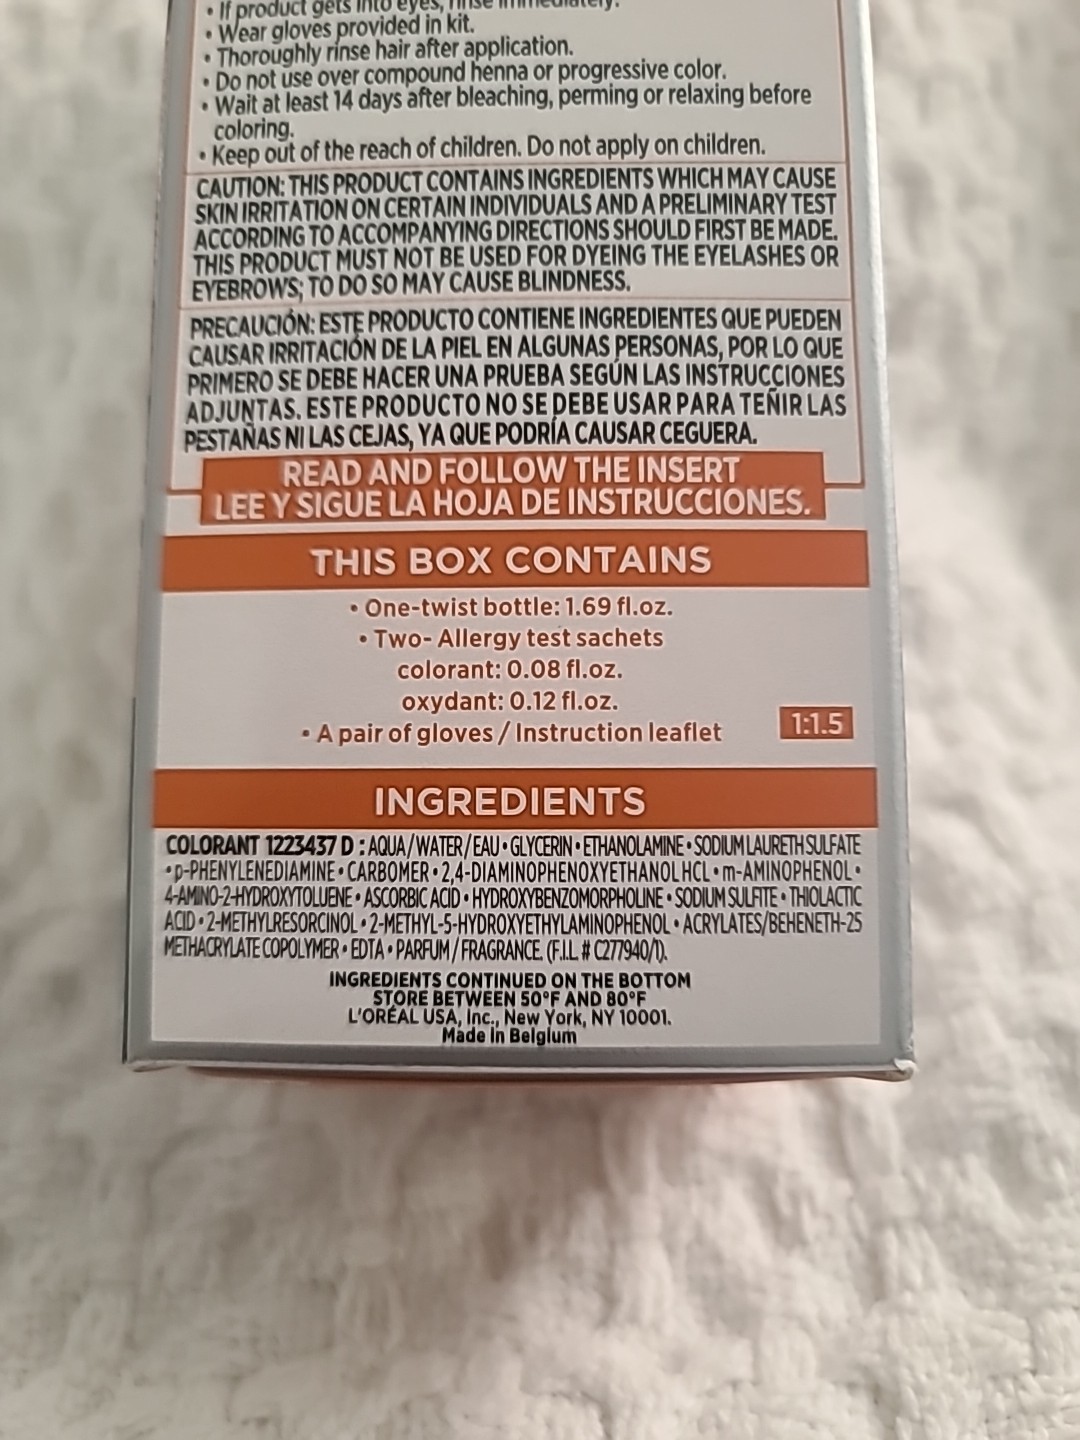 • If product gets into eyes, rinse immediately.
• Wear gloves provided in kit.
• Thoroughly rinse hair after application.
• Do not use over compound henna or progressive color.
• Wait at least 14 days after bleaching, perming or relaxing before
coloring.
• Keep out of the reach of children. Do not apply on children.
CAUTION: THIS PRODUCT CONTAINS INGREDIENTS WHICH MAY CAUSE
SKIN IRRITATION ON CERTAIN INDIVIDUALS AND A PRELIMINARY TEST
ACCORDING TO ACCOMPANYING DIRECTIONS SHOULD FIRST BE MADE.
THIS PRODUCT MUST NOT BE USED FOR DYEING THE EYELASHES OR
EYEBROWS; TO DO SO MAY CAUSE BLINDNESS.
PRECAUCIÓN: ESTE PRODUCTO CONTIENE INGREDIENTES QUE PUEDEN
CAUSAR IRRITACIÓN DE LA PIEL EN ALGUNAS PERSONAS, POR LO QUE
PRIMERO SE DEBE HACER UNA PRUEBA SEGÚN LAS INSTRUCCIONES
ADJUNTAS. ESTE PRODUCTO NO SE DEBE USAR PARA TEÑIR LAS
PESTAÑAS NI LAS CEJAS, YA QUE PODRÍA CAUSAR CEGUERA.
READ AND FOLLOW THE INSERT
LEE Y SIGUE LA HOJA DE INSTRUCCIONES.
THIS BOX CONTAINS
• One-twist bottle: 1.69 fl.oz.
• Two- Allergy test sachets
colorant: 0.08 fl.oz.
oxydant: 0.12 fl.oz.
• A pair of gloves / Instruction leaflet
1:1.5
INGREDIENTS
COLORANT 1223437 D : AQUA / WATER / EAU • GLYCERIN • ETHANOLAMINE • SODIUM LAURETH SULFATE
• p-PHENYLENEDIAMINE • CARBOMER • 2,4-DIAMINOPHENOXYETHANOL HCL • m-AMINOPHENOL •
4-AMINO-2-HYDROXYTOLUENE • ASCORBIC ACID • HYDROXYBENZOMORPHOLINE • SODIUM SULFITE • THIOLACTIC
ACID • 2-METHYLRESORCINOL • 2-METHYL-5-HYDROXYETHYLAMINOPHENOL • ACRYLATES/BEHENETH-25
METHACRYLATE COPOLYMER • EDTA • PARFUM / FRAGRANCE. (F.I.L. # C277940/1).
INGREDIENTS CONTINUED ON THE BOTTOM
STORE BETWEEN 50°F AND 80°F
L'ORÉAL USA, Inc., New York, NY 10001.
Made in Belgium